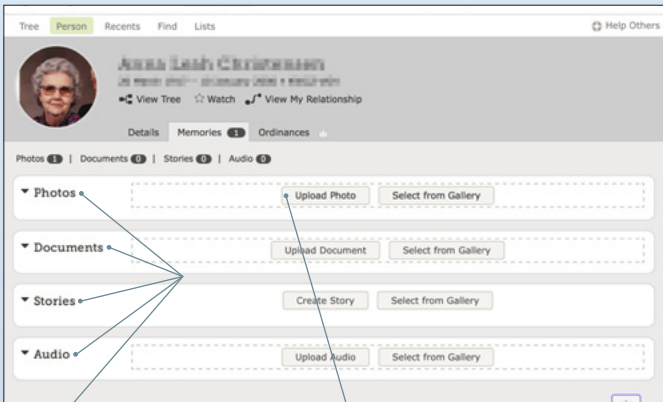 Tree Person Recents Find Lists Help Others
View Tree Watch View My Relationship
Details Memories 1 Ordinances
Photos 1 | Documents 0 | Stories 0 | Audio 0
Photos Upload Photo Select from Gallery
Documents Upload Document Select from Gallery
Stories Create Story Select from Gallery
Audio Upload Audio Select from Gallery